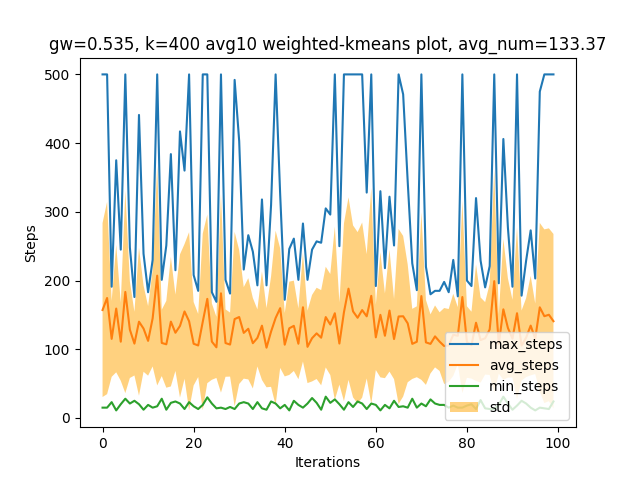 gw=0.535, k=400 avg10 weighted-kmeans plot, avg_num=133.37
500
400
300
200
100
0
Steps
0 20 40 60 80 100
Iterations
max_steps
avg_steps
min_steps
std